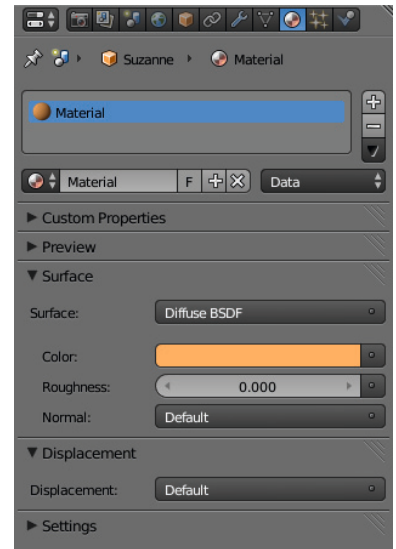 Suzanne Material
Material
Material F Data
Custom Properties
Preview
Surface
Surface: Diffuse BSDF
Color:
Roughness: 0.000
Normal: Default
Displacement
Displacement: Default
Settings